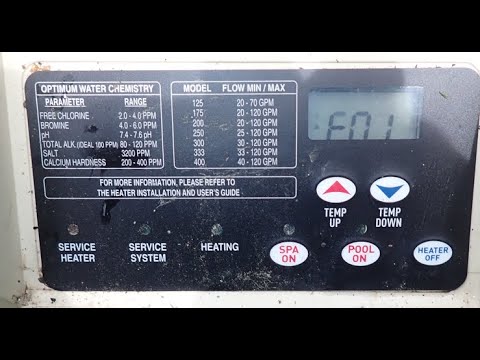 OPTIMUM WATER CHEMISTRY
PARAMETER RANGE
FREE CHLORINE 2.0 - 4.0 PPM
BROMINE 4.0 - 6.0 PPM
pH 7.4 - 7.6 pH
TOTAL ALK. (IDEAL 100 PPM) 80 - 120 PPM
SALT 3200 PPM
CALCIUM HARDNESS 200 - 400 PPM
MODEL FLOW MIN / MAX
125 20 - 70 GPM
175 20 - 120 GPM
200 20 - 120 GPM
250 25 - 120 GPM
300 30 - 120 GPM
333 33 - 120 GPM
400 40 - 120 GPM
FOR MORE INFORMATION, PLEASE REFER TO
THE HEATER INSTALLATION AND USER'S GUIDE
E01
TEMP
UP
TEMP
DOWN
SERVICE
HEATER
SERVICE
SYSTEM
HEATING
SPA
ON
POOL
ON
HEATER
OFF